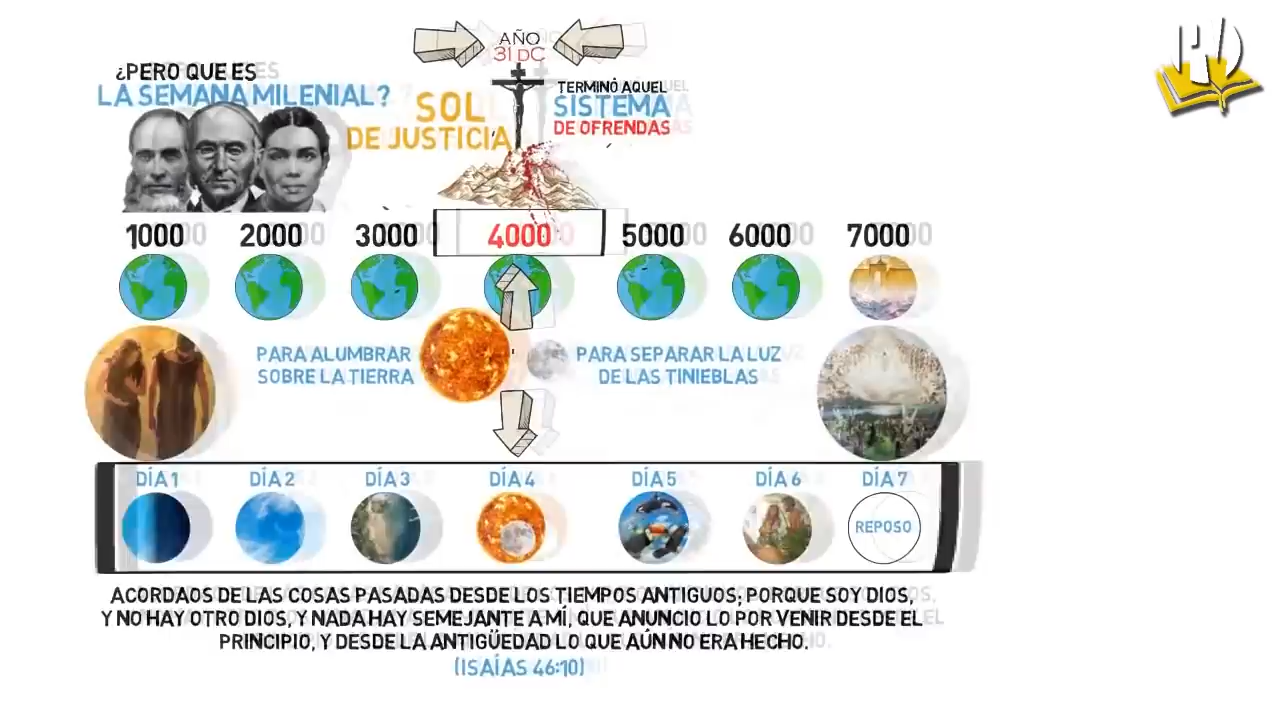 AÑO
31 DC
¿PERO QUE ES
LA SEMANA MILENIAL?
SOL
DE JUSTICIA
TERMINÓ AQUEL
SISTEMA
DE OFRENDAS
1000 2000 3000 4000 5000 6000 7000
PARA ALUMBRAR
SOBRE LA TIERRA
PARA SEPARAR LA LUZ
DE LAS TINIEBLAS
DÍA 1 DÍA 2 DÍA 3 DÍA 4 DÍA 5 DÍA 6 DÍA 7
REPOSO
ACORDAOS DE LAS COSAS PASADAS DESDE LOS TIEMPOS ANTIGUOS; PORQUE SOY DIOS,
Y NO HAY OTRO DIOS, Y NADA HAY SEMEJANTE A MÍ, QUE ANUNCIO LO POR VENIR DESDE EL
PRINCIPIO, Y DESDE LA ANTIGÜEDAD LO QUE AÚN NO ERA HECHO.
(ISAÍAS 46:10)